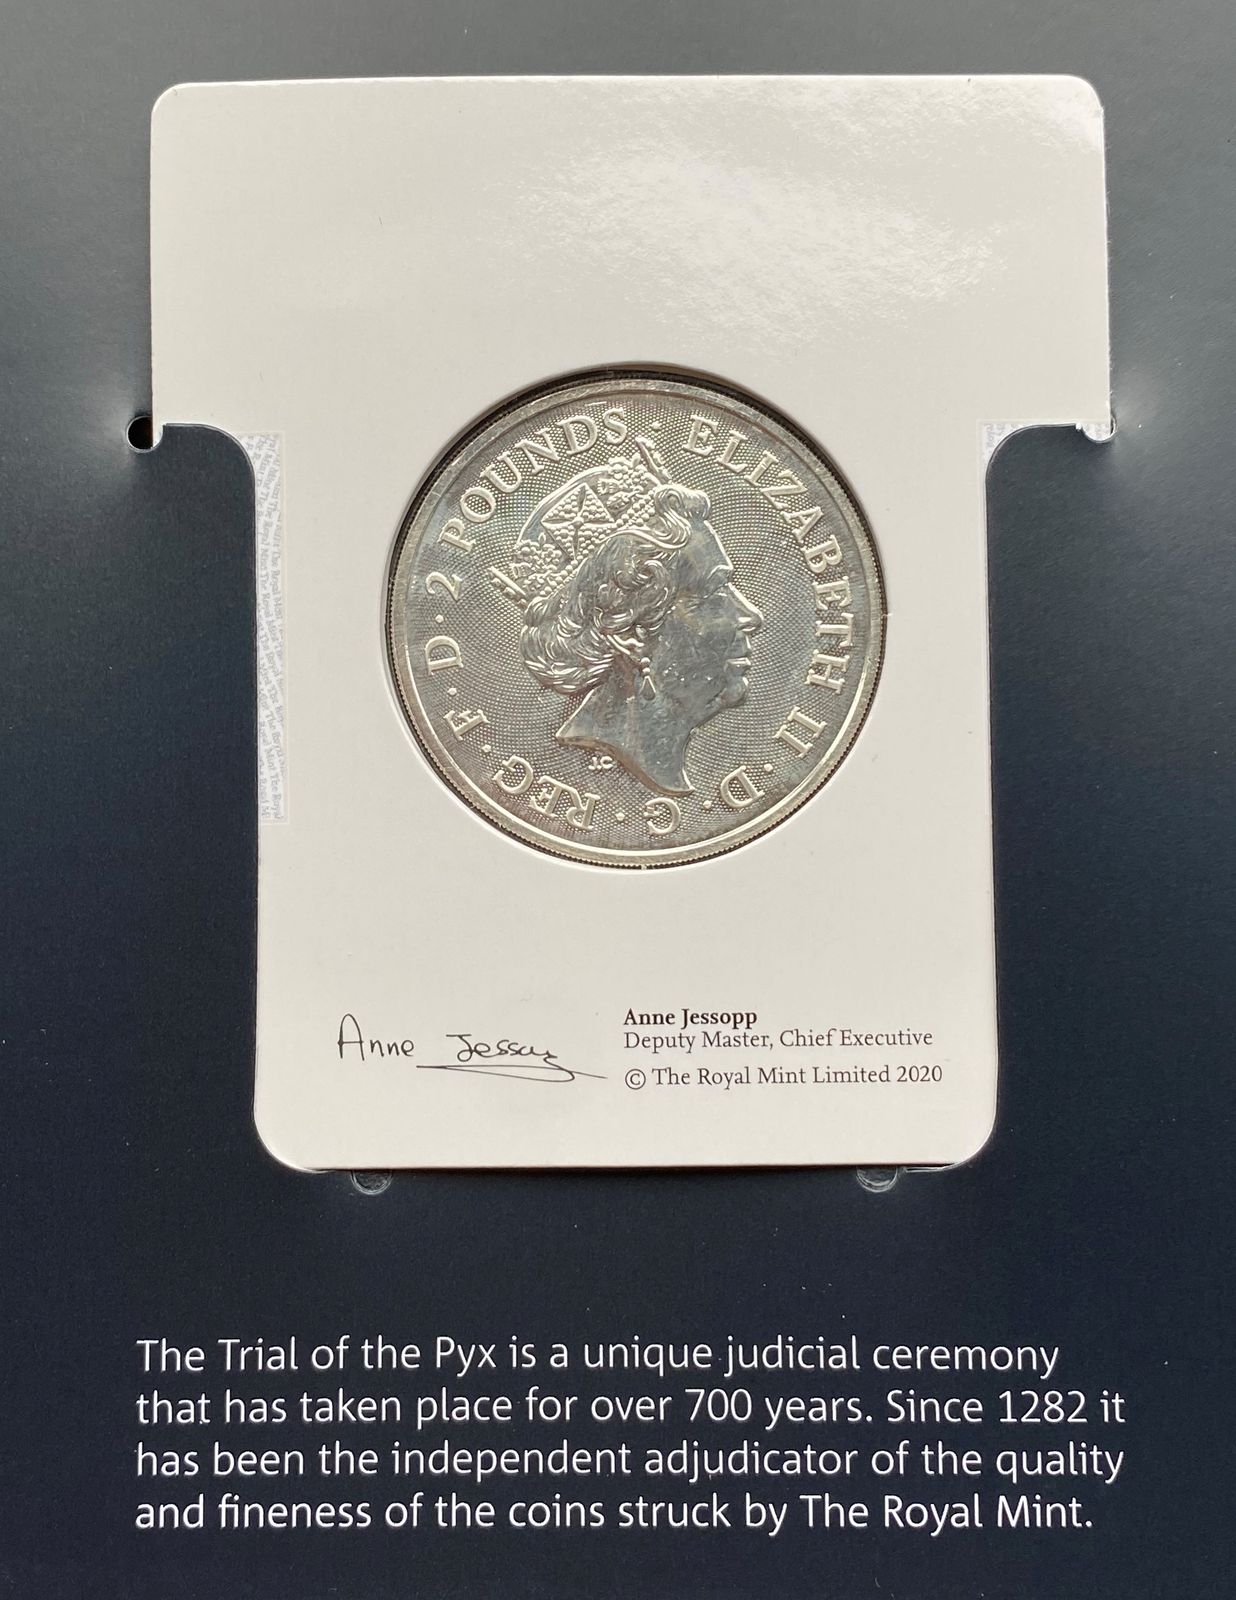 ELIZABETH II · D · G · REG · F · D · 2 POUNDS ·
J.C
Anne Jessopp
Anne Jessopp
Deputy Master, Chief Executive
© The Royal Mint Limited 2020
The Trial of the Pyx is a unique judicial ceremony
that has taken place for over 700 years. Since 1282 it
has been the independent adjudicator of the quality
and fineness of the coins struck by The Royal Mint.